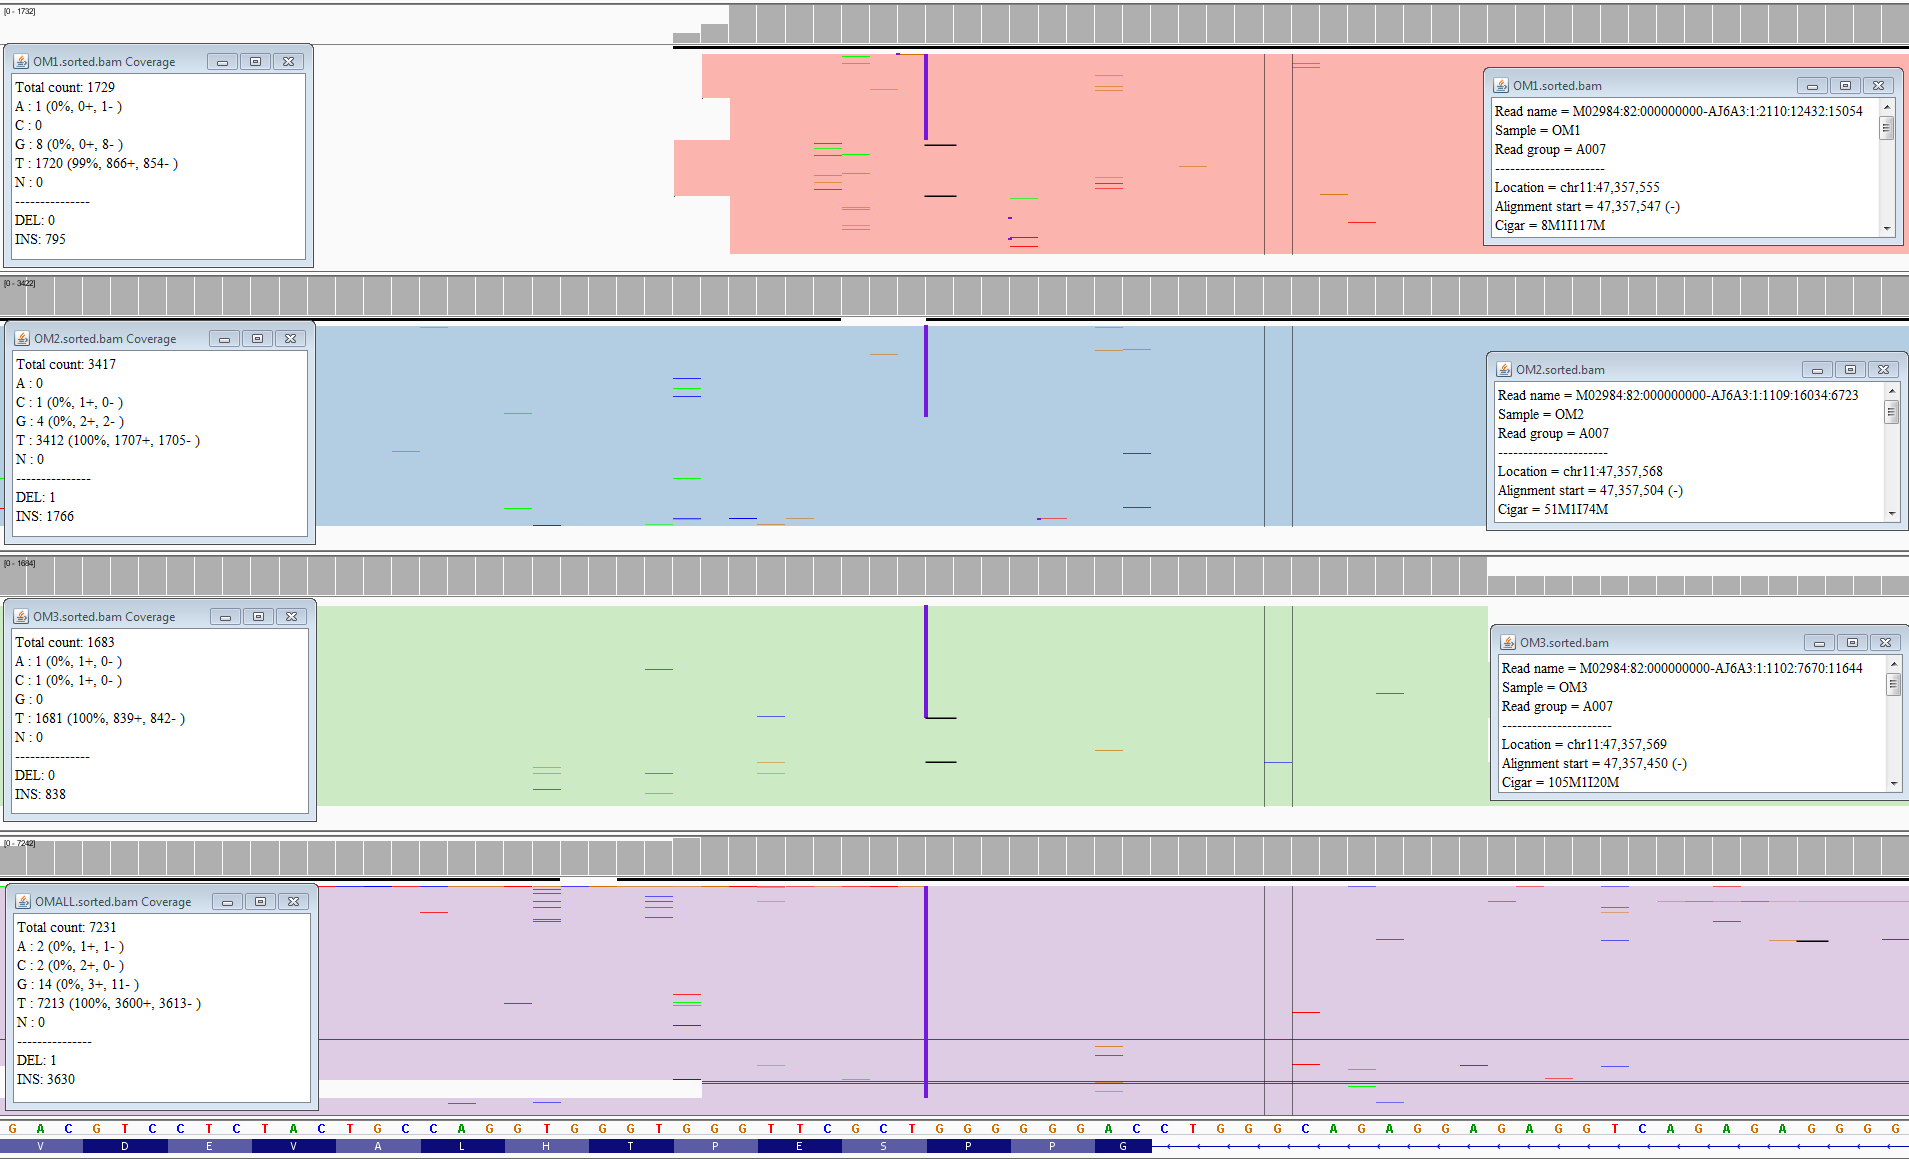 [0 - 1732]
OM1.sorted.bam Coverage
Total count: 1729
A : 1 (0%, 0+, 1- )
C : 0
G : 8 (0%, 0+, 8- )
T : 1720 (99%, 866+, 854- )
N : 0
---------------
DEL: 0
INS: 795
OM1.sorted.bam
Read name = M02984:82:000000000-AJ6A3:1:2110:12432:15054
Sample = OM1
Read group = A007
----------------------
Location = chr11:47,357,555
Alignment start = 47,357,547 (-)
Cigar = 8M1I117M
[0 - 3422]
OM2.sorted.bam Coverage
Total count: 3417
A : 0
C : 1 (0%, 1+, 0- )
G : 4 (0%, 2+, 2- )
T : 3412 (100%, 1707+, 1705- )
N : 0
---------------
DEL: 1
INS: 1766
OM2.sorted.bam
Read name = M02984:82:000000000-AJ6A3:1:1109:16034:6723
Sample = OM2
Read group = A007
----------------------
Location = chr11:47,357,568
Alignment start = 47,357,504 (-)
Cigar = 51M1I74M
[0 - 1684]
OM3.sorted.bam Coverage
Total count: 1683
A : 1 (0%, 1+, 0- )
C : 1 (0%, 1+, 0- )
G : 0
T : 1681 (100%, 839+, 842- )
N : 0
---------------
DEL: 0
INS: 838
OM3.sorted.bam
Read name = M02984:82:000000000-AJ6A3:1:1102:7670:11644
Sample = OM3
Read group = A007
----------------------
Location = chr11:47,357,569
Alignment start = 47,357,450 (-)
Cigar = 105M1I20M
[0 - 7242]
OMALL.sorted.bam Coverage
Total count: 7231
A : 2 (0%, 1+, 1- )
C : 2 (0%, 2+, 0- )
G : 14 (0%, 3+, 11- )
T : 7213 (100%, 3600+, 3613- )
N : 0
---------------
DEL: 1
INS: 3630
G A C G T C C T C T A C T G C C A G G T G G G T G G G T T C G C T G G G G G G A C C T G G G C A G A G G A G A G G T C A G A G A G G G G
V D E V A L H T P E S P P G